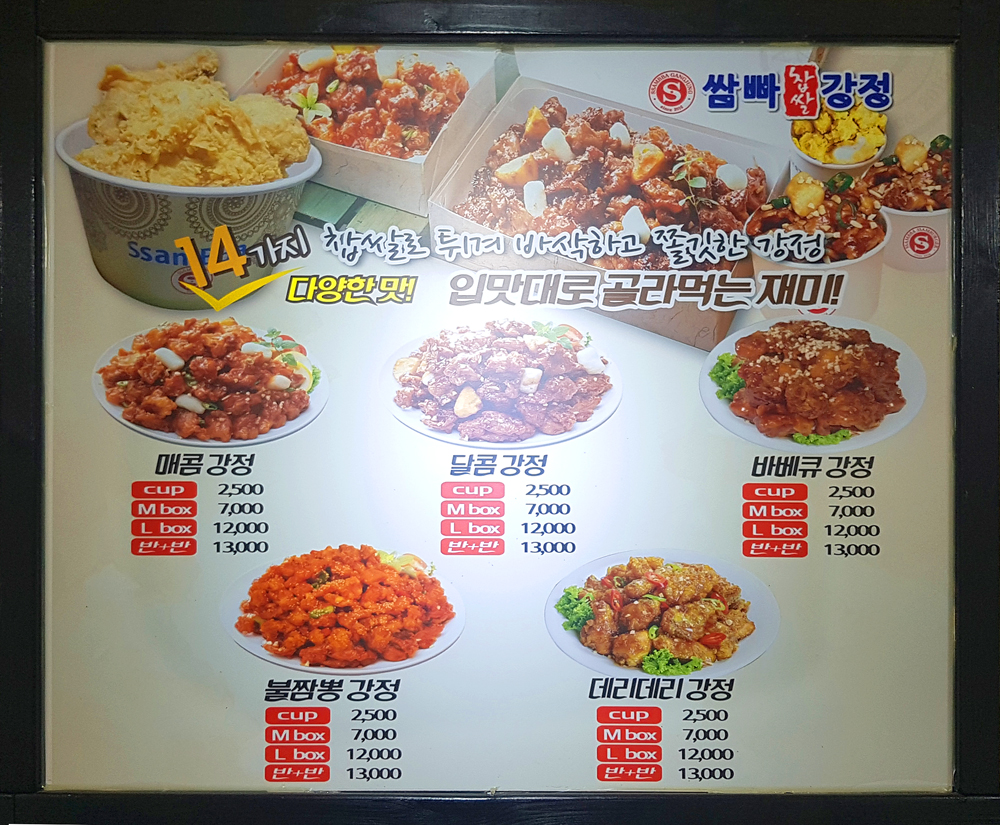 쌈빠 찹쌀 강정
14가지 찹쌀로 튀겨 바삭하고 쫄깃한 강정
다양한 맛! 입맛대로 골라먹는 재미!
매콤 강정
cup 2,500
M box 7,000
L box 12,000
반+반 13,000
달콤 강정
cup 2,500
M box 7,000
L box 12,000
반+반 13,000
바베큐 강정
cup 2,500
M box 7,000
L box 12,000
반+반 13,000
불짬뽕 강정
cup 2,500
M box 7,000
L box 12,000
반+반 13,000
데리데리 강정
cup 2,500
M box 7,000
L box 12,000
반+반 13,000